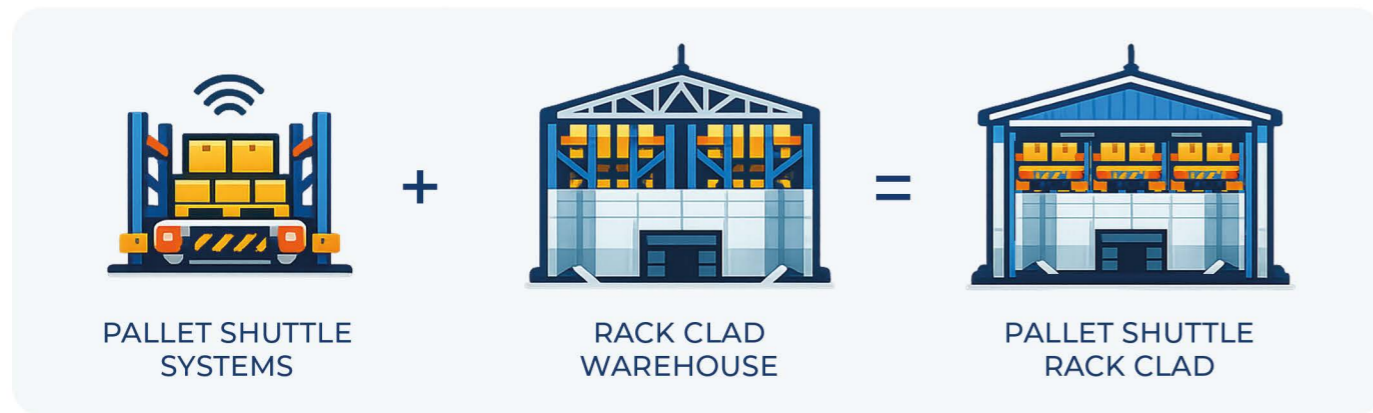 PALLET SHUTTLE
SYSTEMS
+
RACK CLAD
WAREHOUSE
=
PALLET SHUTTLE
RACK CLAD